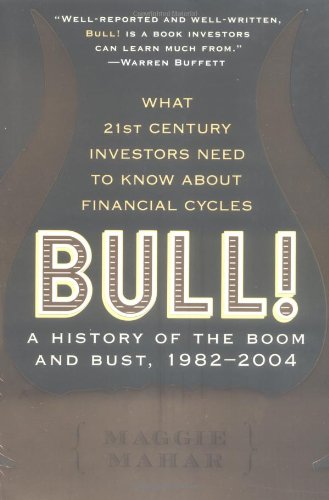 "WELL-REPORTED AND WELL-WRITTEN,
BULL! IS A BOOK INVESTORS
CAN LEARN MUCH FROM."
—WARREN BUFFETT
WHAT
21ST CENTURY
INVESTORS NEED
TO KNOW ABOUT
FINANCIAL CYCLES
BULL!
A HISTORY OF THE BOOM
AND BUST, 1982–2004
{ MAGGIE
MAHAR }